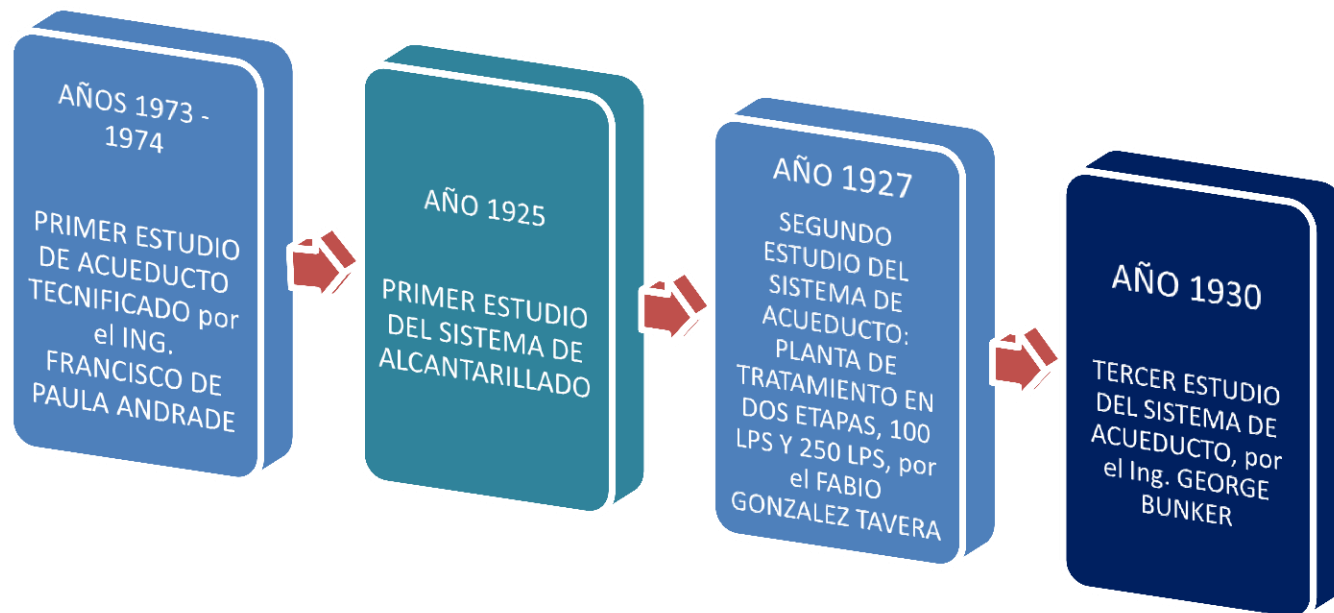 AÑOS 1973 -
1974
PRIMER ESTUDIO
DE ACUEDUCTO
TECNIFICADO por
el ING.
FRANCISCO DE
PAULA ANDRADE
AÑO 1925
PRIMER ESTUDIO
DEL SISTEMA DE
ALCANTARILLADO
AÑO 1927
SEGUNDO
ESTUDIO DEL
SISTEMA DE
ACUEDUCTO:
PLANTA DE
TRATAMIENTO EN
DOS ETAPAS, 100
LPS Y 250 LPS, por
el FABIO
GONZALEZ TAVERA
AÑO 1930
TERCER ESTUDIO
DEL SISTEMA DE
ACUEDUCTO, por
el Ing. GEORGE
BUNKER